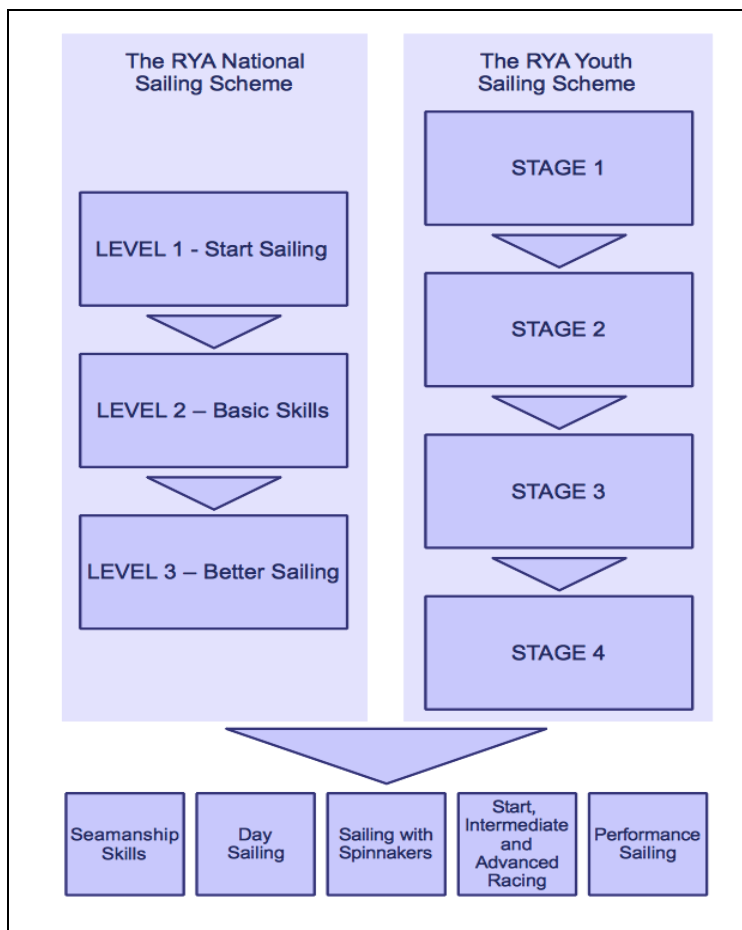 The RYA National
Sailing Scheme
LEVEL 1 - Start Sailing
LEVEL 2 – Basic Skills
LEVEL 3 – Better Sailing
The RYA Youth
Sailing Scheme
STAGE 1
STAGE 2
STAGE 3
STAGE 4
Seamanship
Skills
Day
Sailing
Sailing with
Spinnakers
Start,
Intermediate
and
Advanced
Racing
Performance
Sailing